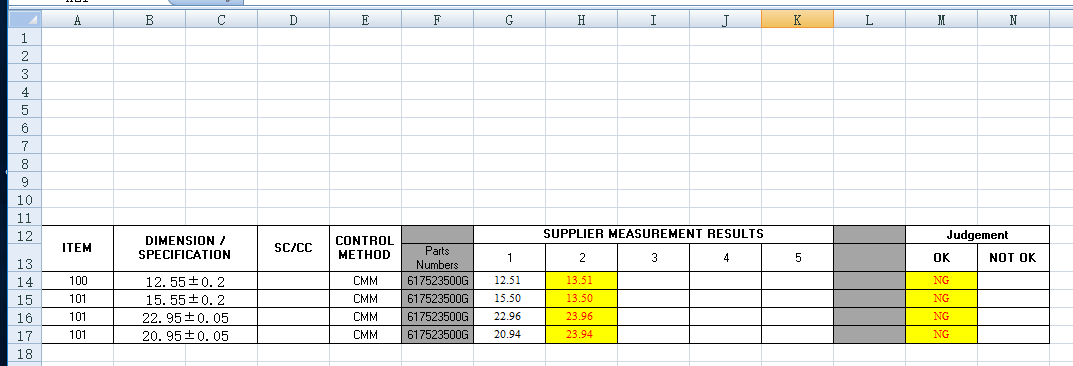 A B C D E F G H I J K L M N
1
2
3
4
5
6
7
8
9
10
11
12 ITEM DIMENSION / SPECIFICATION SC/CC CONTROL METHOD SUPPLIER MEASUREMENT RESULTS Judgement
13 Parts Numbers 1 2 3 4 5 OK NOT OK
14 100 12.55±0.2 CMM 617523500G 12.51 13.51 NG
15 101 15.55±0.2 CMM 617523500G 15.50 13.50 NG
16 101 22.95±0.05 CMM 617523500G 22.96 23.96 NG
17 101 20.95±0.05 CMM 617523500G 20.94 23.94 NG
18